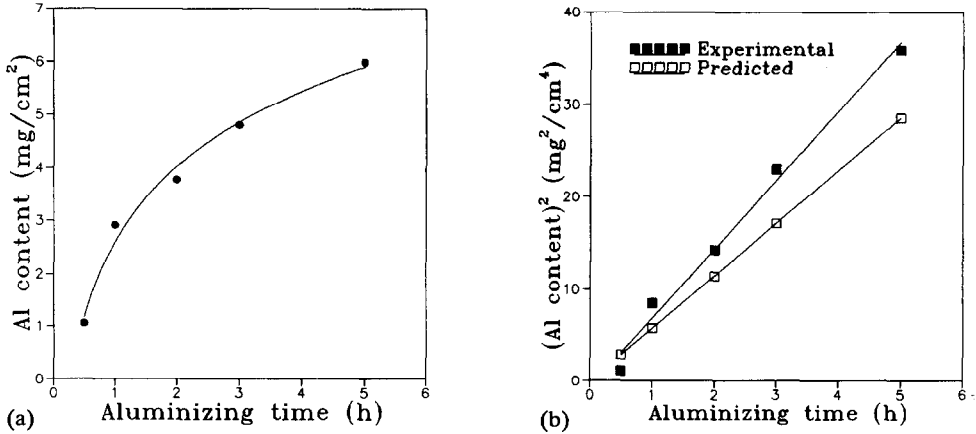 7
6
5
4
3
2
1
0
0 1 2 3 4 5 6
Al content (mg/cm²)
Aluminizing time (h)
(a)
40
30
20
10
0
0 1 2 3 4 5 6
(Al content)² (mg²/cm⁴)
Experimental
Predicted
Aluminizing time (h)
(b)